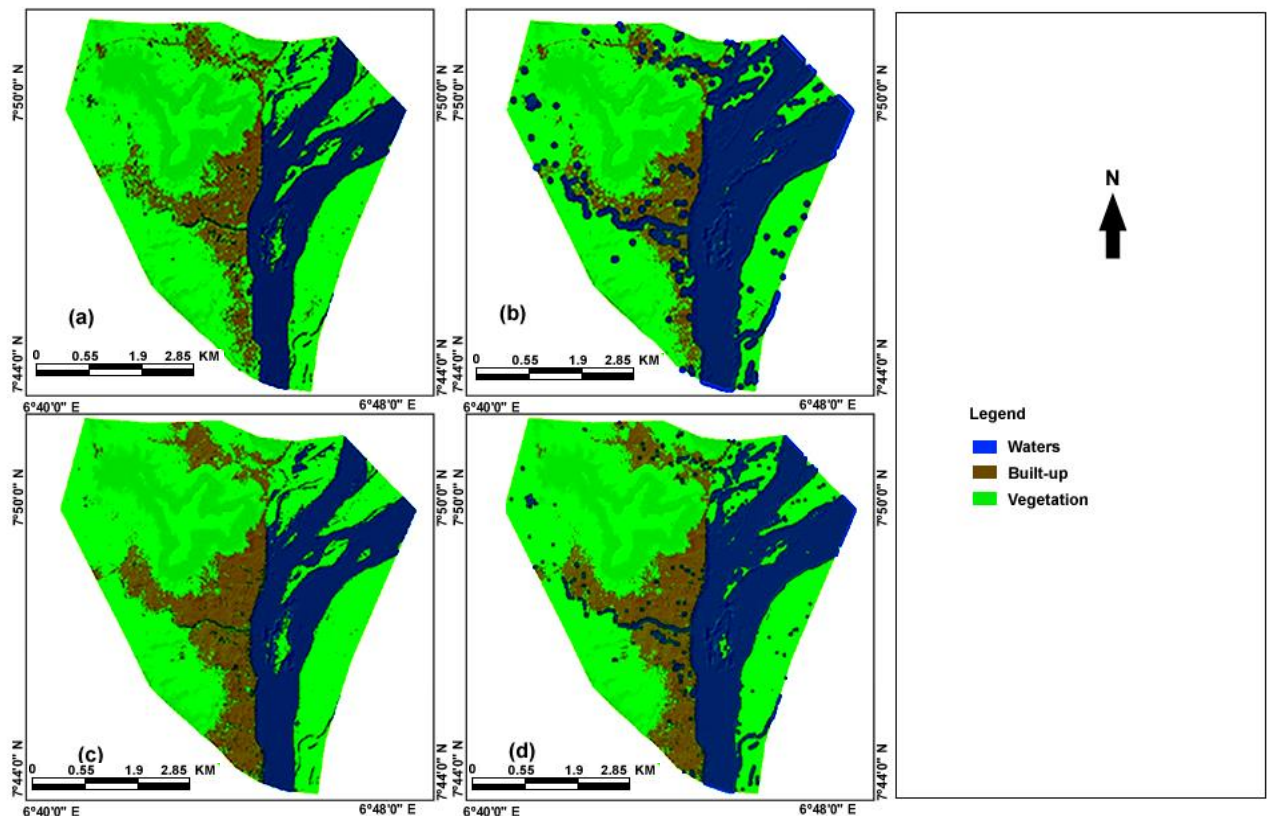 7°50'0" N
7°50'0" N
7°50'0" N
(a)
(b)
0 0.55 1.9 2.85 KM
0 0.55 1.9 2.85 KM
7°44'0" N
7°44'0" N
7°44'0" N
6°40'0" E
6°48'0" E
6°40'0" E
6°48'0" E
7°50'0" N
7°50'0" N
7°50'0" N
(c)
(d)
0 0.55 1.9 2.85 KM
0 0.55 1.9 2.85 KM
7°44'0" N
7°44'0" N
7°44'0" N
6°40'0" E
6°48'0" E
6°40'0" E
6°48'0" E
N
Legend
Waters
Built-up
Vegetation